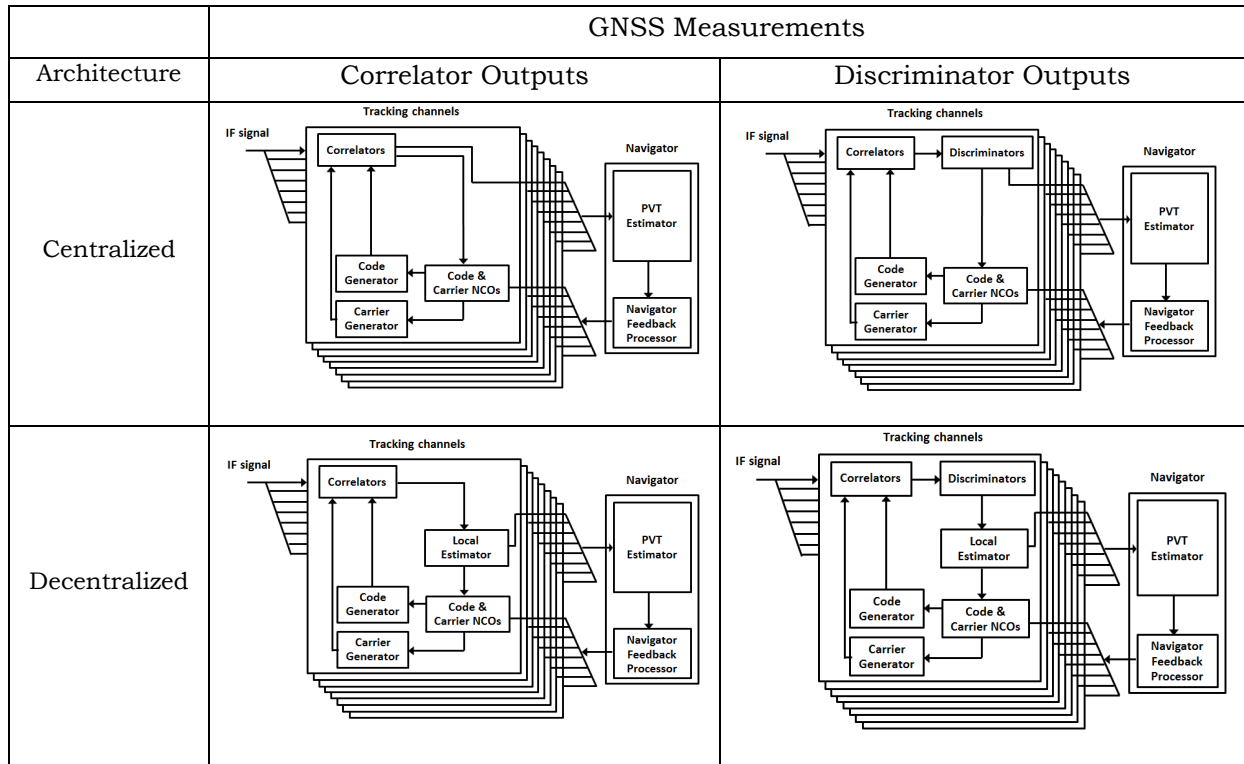 GNSS Measurements
Architecture
Correlator Outputs
Discriminator Outputs
Centralized
Tracking channels
IF signal
Correlators
Navigator
PVT
Estimator
Code
Generator
Code &
Carrier NCOs
Carrier
Generator
Navigator
Feedback
Processor
Tracking channels
IF signal
Correlators
Discriminators
Navigator
PVT
Estimator
Code
Generator
Code &
Carrier NCOs
Carrier
Generator
Navigator
Feedback
Processor
Decentralized
Tracking channels
IF signal
Correlators
Navigator
Local
Estimator
PVT
Estimator
Code
Generator
Code &
Carrier NCOs
Carrier
Generator
Navigator
Feedback
Processor
Tracking channels
IF signal
Correlators
Discriminators
Navigator
Local
Estimator
PVT
Estimator
Code
Generator
Code &
Carrier NCOs
Carrier
Generator
Navigator
Feedback
Processor